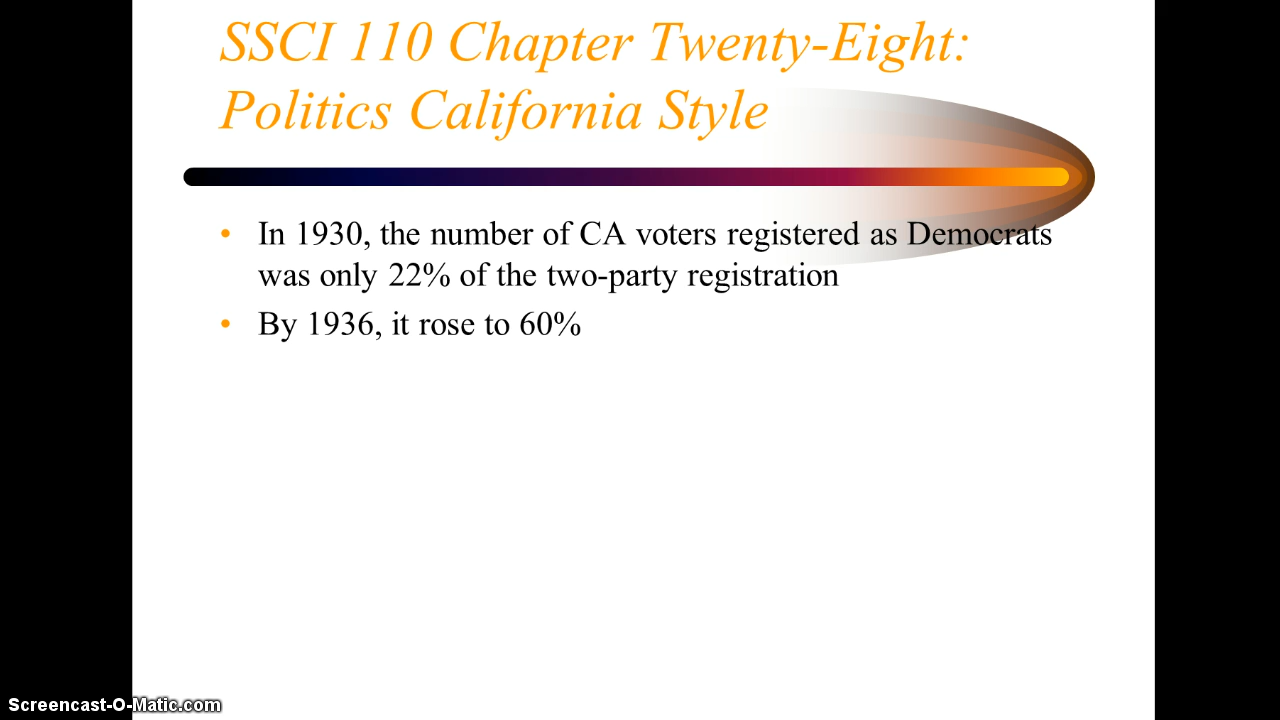 SSCI 110 Chapter Twenty-Eight:
Politics California Style
• In 1930, the number of CA voters registered as Democrats
was only 22% of the two-party registration
• By 1936, it rose to 60%
Screencast-O-Matic.com